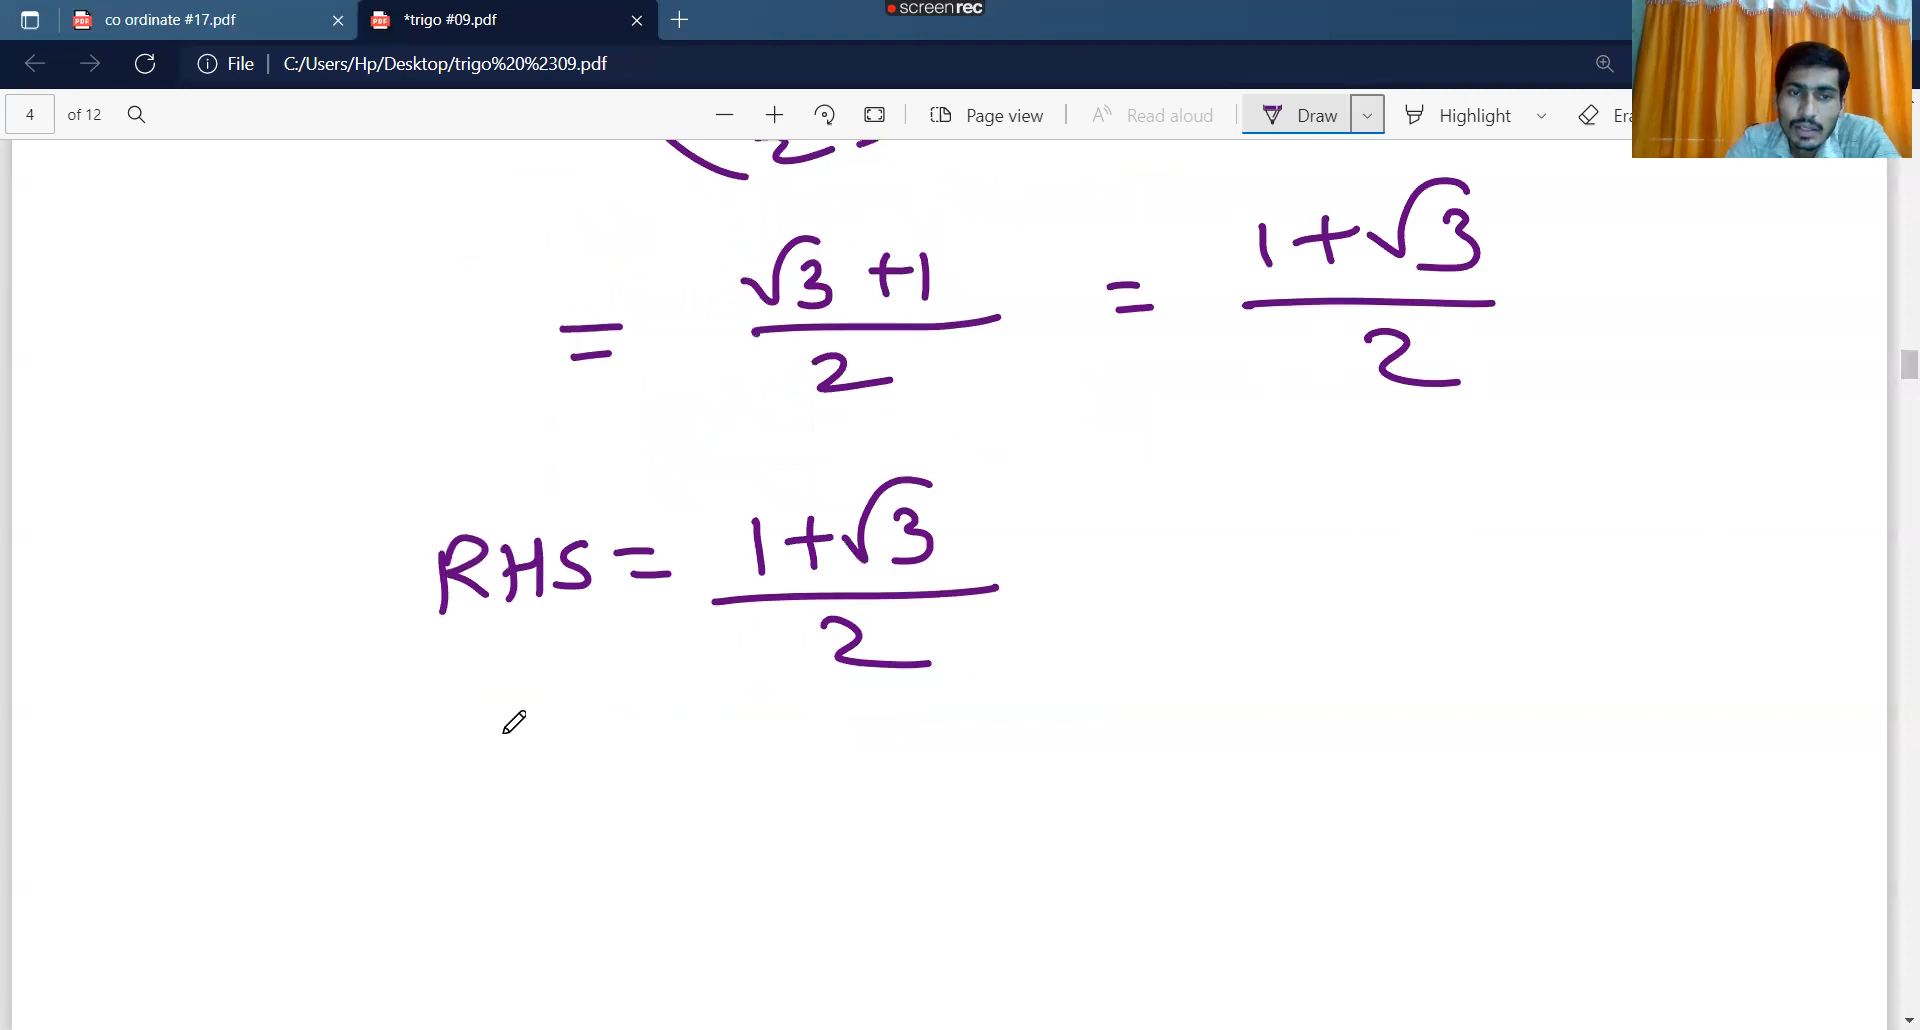 co ordinate #17.pdf
*trigo #09.pdf
screenrec
File
C:/Users/Hp/Desktop/trigo%20%2309.pdf
4 of 12
Page view
Read aloud
Draw
Highlight
Era
= √3 +1 / 2 = 1+√3 / 2
RHS = 1+√3 / 2